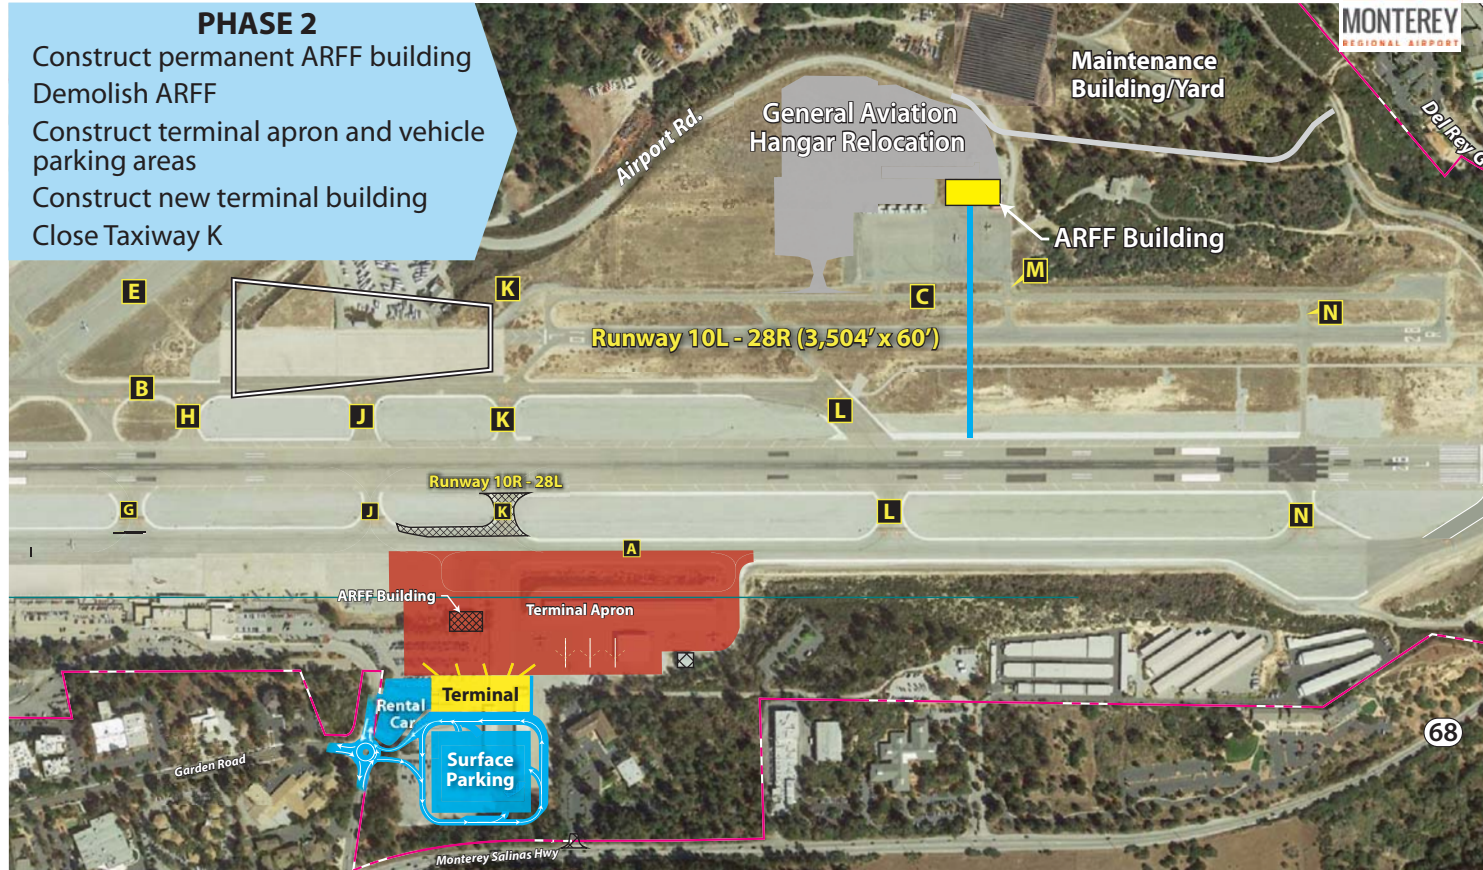 PHASE 2
Construct permanent ARFF building
Demolish ARFF
Construct terminal apron and vehicle
parking areas
Construct new terminal building
Close Taxiway K
MONTEREY
REGIONAL AIRPORT
Maintenance
Building/Yard
General Aviation
Hangar Relocation
Airport Rd.
Del Rey G
ARFF Building
E
K
C
M
N
Runway 10L - 28R (3,504' x 60')
B
H
J
K
L
Runway 10R - 28L
G
J
K
L
N
A
ARFF Building
Terminal Apron
Terminal
Rental
Car
Surface
Parking
Garden Road
68
Monterey Salinas Hwy